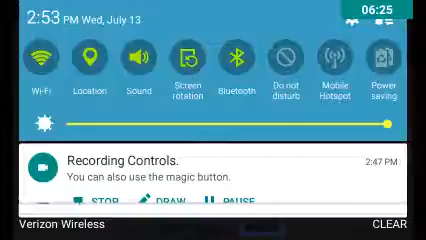 06:25
2:53 PM Wed, July 13
Wi-Fi
Location
Sound
Screen rotation
Bluetooth
Do not disturb
Mobile Hotspot
Power saving
Recording Controls.
2:47 PM
You can also use the magic button.
STOP DRAW PAUSE
Verizon Wireless
CLEAR